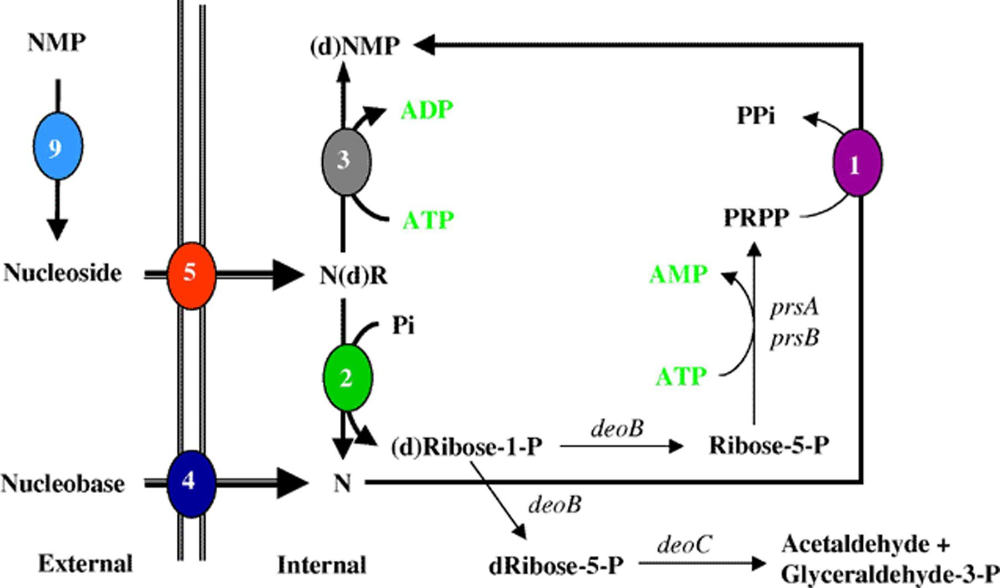 NMP
(d)NMP
ADP
PPi
9
3
1
ATP
PRPP
Nucleoside
5
N(d)R
AMP
prsA
Pi
prsB
2
ATP
deoB
(d)Ribose-1-P
Ribose-5-P
Nucleobase
4
N
deoB
External
Internal
dRibose-5-P
deoC
Acetaldehyde +
Glyceraldehyde-3-P